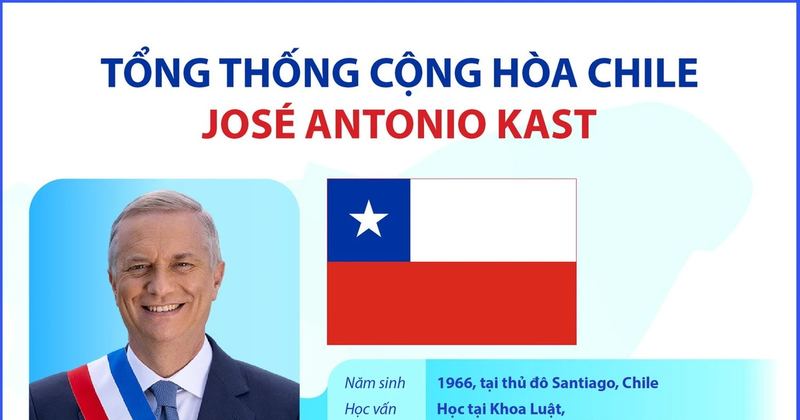 TỔNG THỐNG CỘNG HÒA CHILE
JOSÉ ANTONIO KAST
Năm sinh 1966, tại thủ đô Santiago, Chile
Học vấn Học tại Khoa Luật,